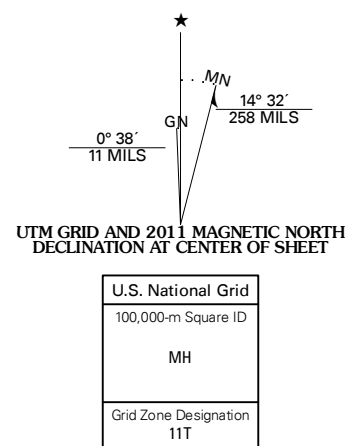 ★
MN
GN
0° 38´
11 MILS
14° 32´
258 MILS
UTM GRID AND 2011 MAGNETIC NORTH
DECLINATION AT CENTER OF SHEET
U.S. National Grid
100,000-m Square ID
MH
Grid Zone Designation
11T